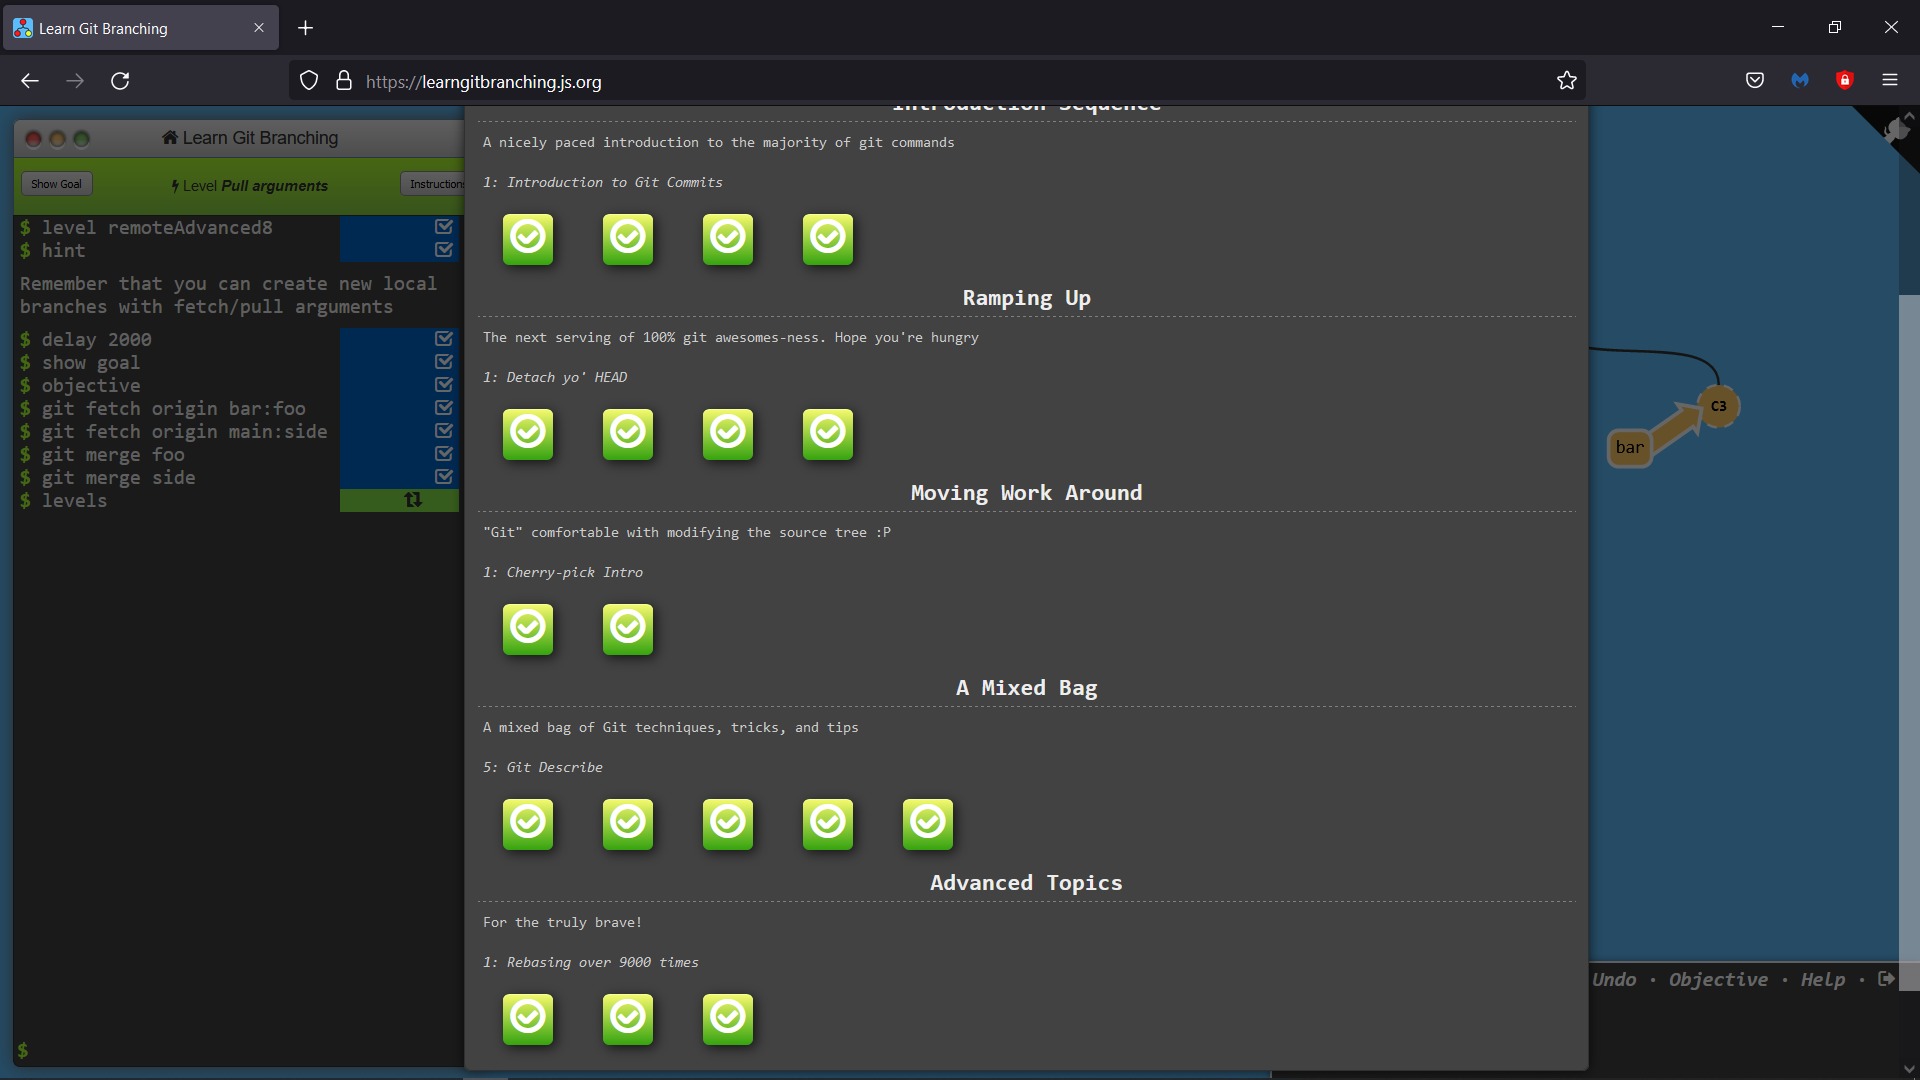 Learn Git Branching
https://learngitbranching.js.org
Learn Git Branching
Show Goal
Level Pull arguments
Instructions
$ level remoteAdvanced8
$ hint
Remember that you can create new local
branches with fetch/pull arguments
$ delay 2000
$ show goal
$ objective
$ git fetch origin bar:foo
$ git fetch origin main:side
$ git merge foo
$ git merge side
$ levels
$
Introduction Sequence
A nicely paced introduction to the majority of git commands
1: Introduction to Git Commits
Ramping Up
The next serving of 100% git awesomes-ness. Hope you're hungry
1: Detach yo' HEAD
Moving Work Around
"Git" comfortable with modifying the source tree :P
1: Cherry-pick Intro
A Mixed Bag
A mixed bag of Git techniques, tricks, and tips
5: Git Describe
Advanced Topics
For the truly brave!
1: Rebasing over 9000 times
C3
bar
Undo · Objective · Help ·